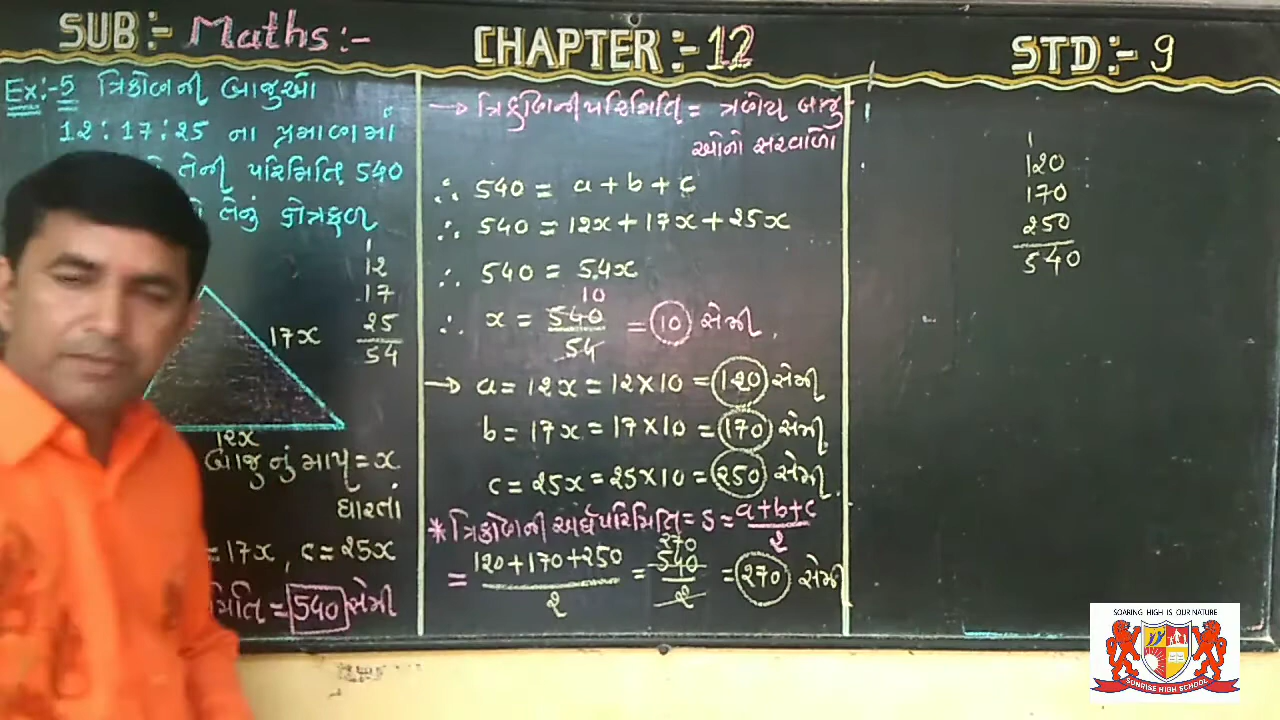 SUB:- Maths:-
CHAPTER:-12
STD:-9
Ex:-5 ત્રિકોણની બાજુઓ
12:17:25 ના પ્રમાણમાં
તેની પરિમિતિ 540
તેનું ક્ષેત્રફળ
1
12
17
25
54
17x
12x
બાજુનું માપ = x
ધારતાં
= 17x, c = 25x
મિતિ = 540 સેમી
→ ત્રિકોણની પરિમિતિ = ત્રણેય બાજુ-
ઓનો સરવાળો
∴ 540 = a + b + c
∴ 540 = 12x + 17x + 25x
∴ 540 = 54x
10
∴ x = 540/54 = 10 સેમી.
→ a = 12x = 12×10 = 120 સેમી
b = 17x = 17×10 = 170 સેમી.
c = 25x = 25×10 = 250 સેમી.
* ત્રિકોણની અર્ધપરિમિતિ = s = a+b+c/2
270
= 120+170+250/2 = 540/2 = 270 સેમી
1
120
170
250
540
SOARING HIGH IS OUR NATURE
SUNRISE HIGH SCHOOL